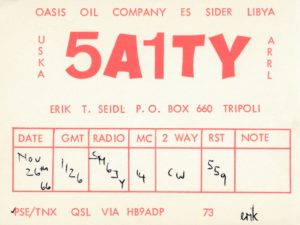 OASIS OIL COMPANY ES SIDER LIBYA
USKA 5A1TY ARRL
ERIK T. SEIDL P.O. BOX 660 TRIPOLI
DATE GMT RADIO MC 2 WAY RST NOTE
Nov 26th 66 1126 14 CW 559
PSE/TNX QSL VIA HB9ADP 73 erik